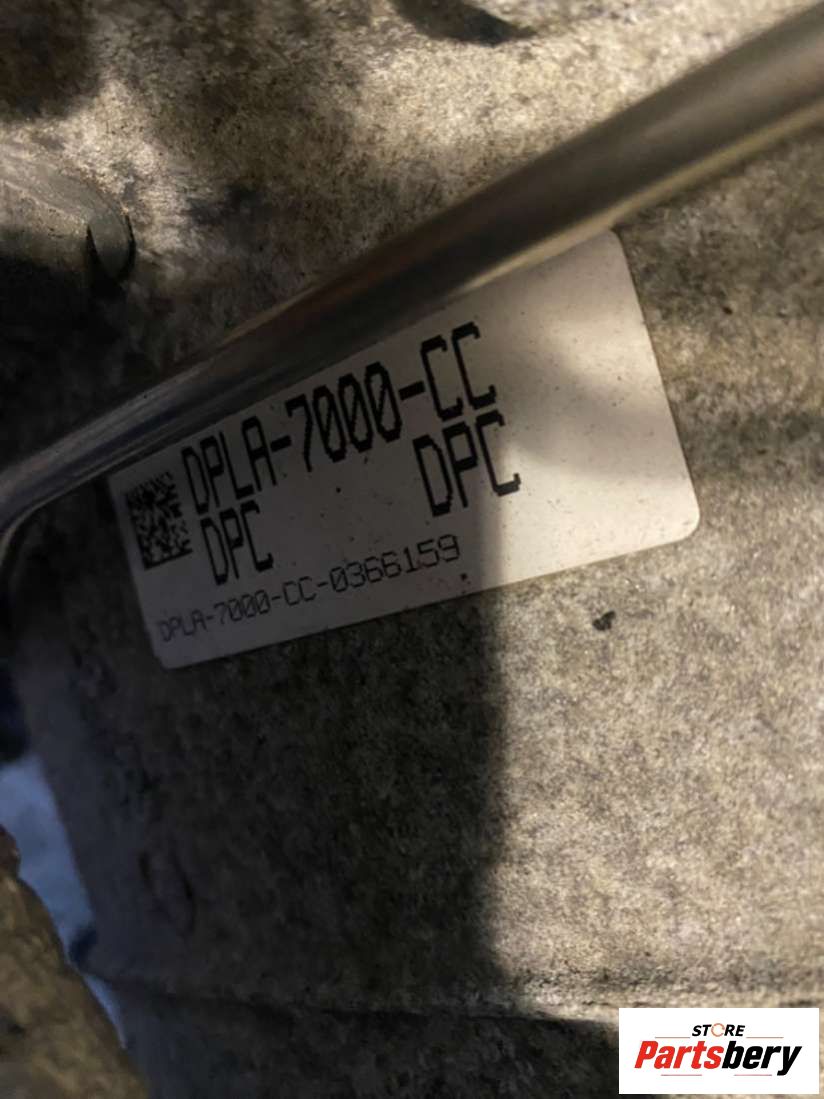 DPLA-7000-CC
DPC DPC
DPLA-7000-CC-0366159
STORE
Partsbery